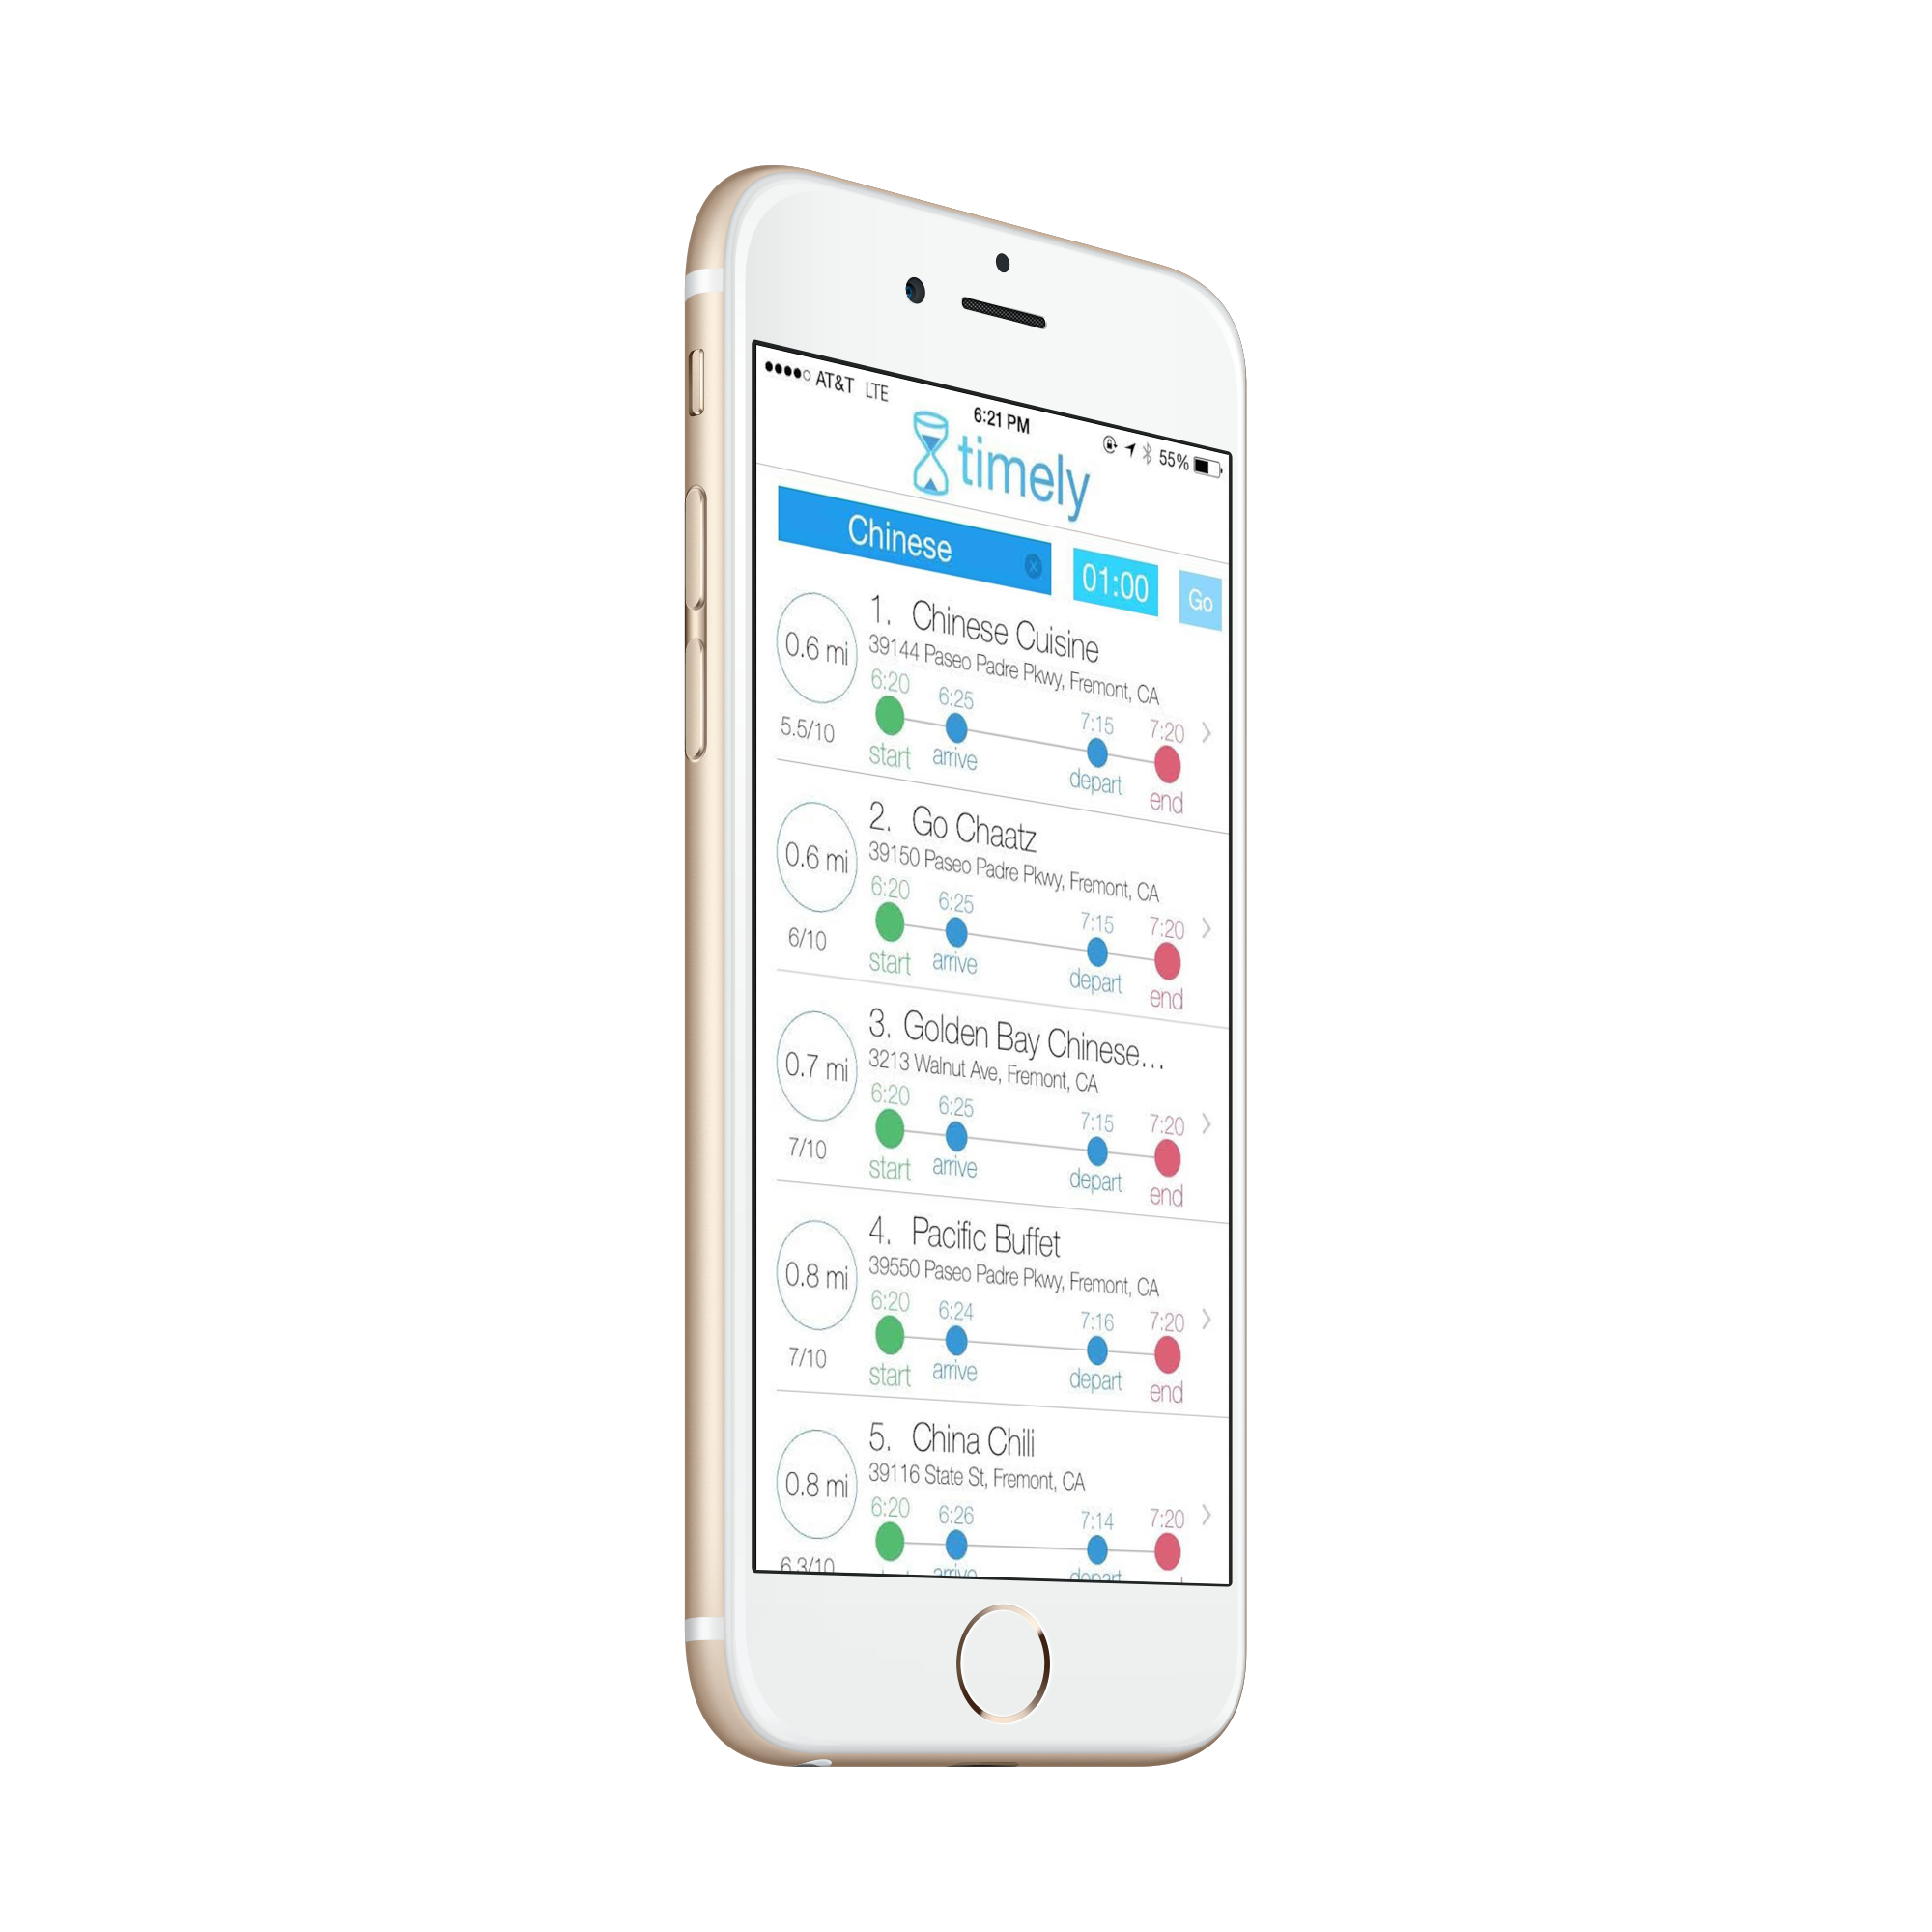 AT&T LTE
6:21 PM
55%
timely
Chinese
01:00
Go
0.6 mi
5.5/10
1. Chinese Cuisine
39144 Paseo Padre Pkwy, Fremont, CA
6:20 6:25 7:15 7:20
start arrive depart end
0.6 mi
6/10
2. Go Chaatz
39150 Paseo Padre Pkwy, Fremont, CA
6:20 6:25 7:15 7:20
start arrive depart end
0.7 mi
7/10
3. Golden Bay Chinese...
3213 Walnut Ave, Fremont, CA
6:20 6:25 7:15 7:20
start arrive depart end
0.8 mi
7/10
4. Pacific Buffet
39550 Paseo Padre Pkwy, Fremont, CA
6:20 6:24 7:16 7:20
start arrive depart end
0.8 mi
6.3/10
5. China Chili
39116 State St, Fremont, CA
6:20 6:26 7:14 7:20
arrive depart